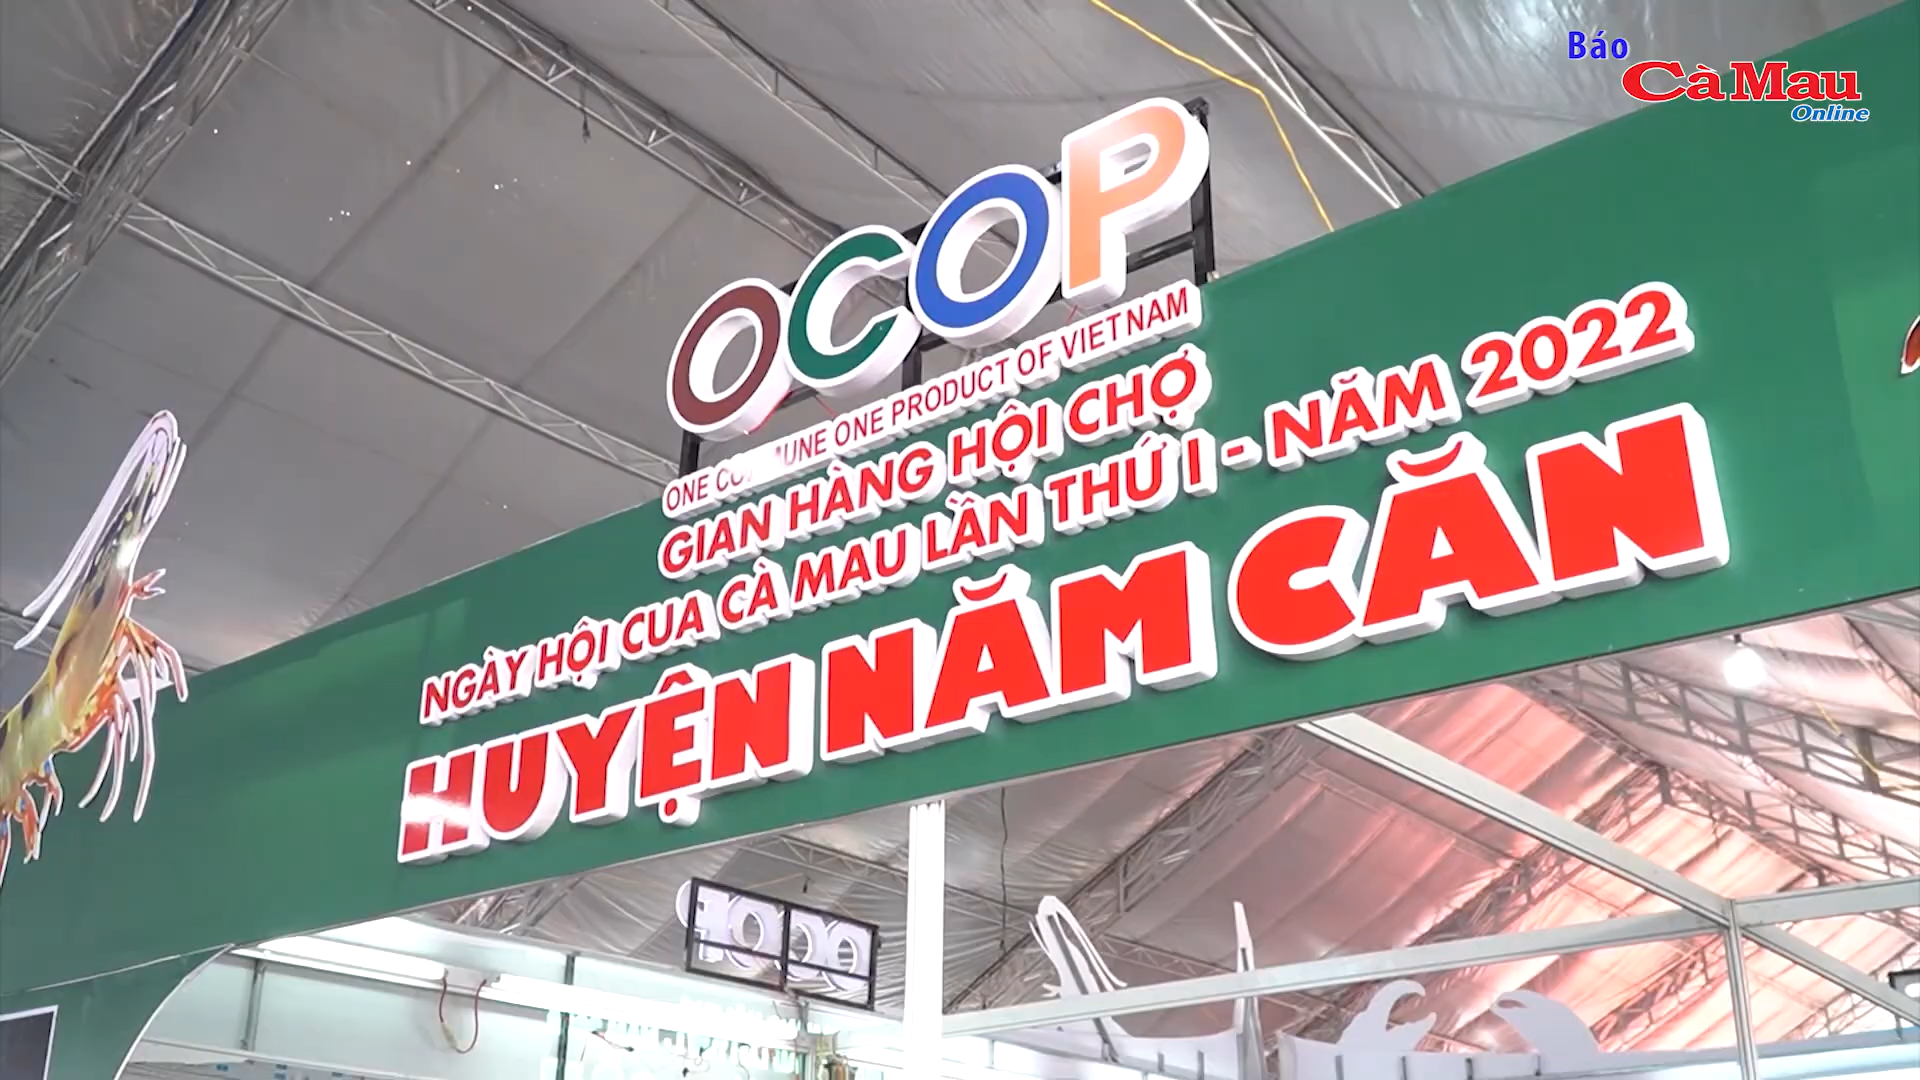 Báo
Cà Mau
Online
OCOP
ONE COMMUNE ONE PRODUCT OF VIETNAM
GIAN HÀNG HỘI CHỢ
NGÀY HỘI CUA CÀ MAU LẦN THỨ I - NĂM 2022
HUYỆN NĂM CĂN